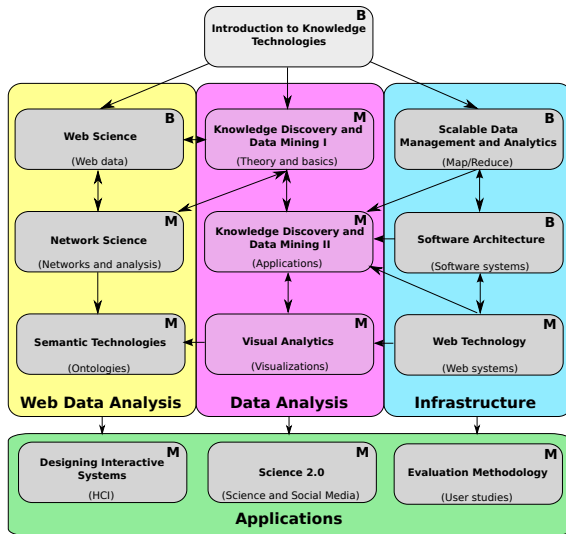 B
Introduction to Knowledge
Technologies
B
Web Science
(Web data)
M
Knowledge Discovery and
Data Mining I
(Theory and basics)
B
Scalable Data
Management and Analytics
(Map/Reduce)
M
Network Science
(Networks and analysis)
M
Knowledge Discovery and
Data Mining II
(Applications)
B
Software Architecture
(Software systems)
M
Semantic Technologies
(Ontologies)
M
Visual Analytics
(Visualizations)
M
Web Technology
(Web systems)
Web Data Analysis
Data Analysis
Infrastructure
M
Designing Interactive
Systems
(HCI)
M
Science 2.0
(Science and Social Media)
M
Evaluation Methodology
(User studies)
Applications